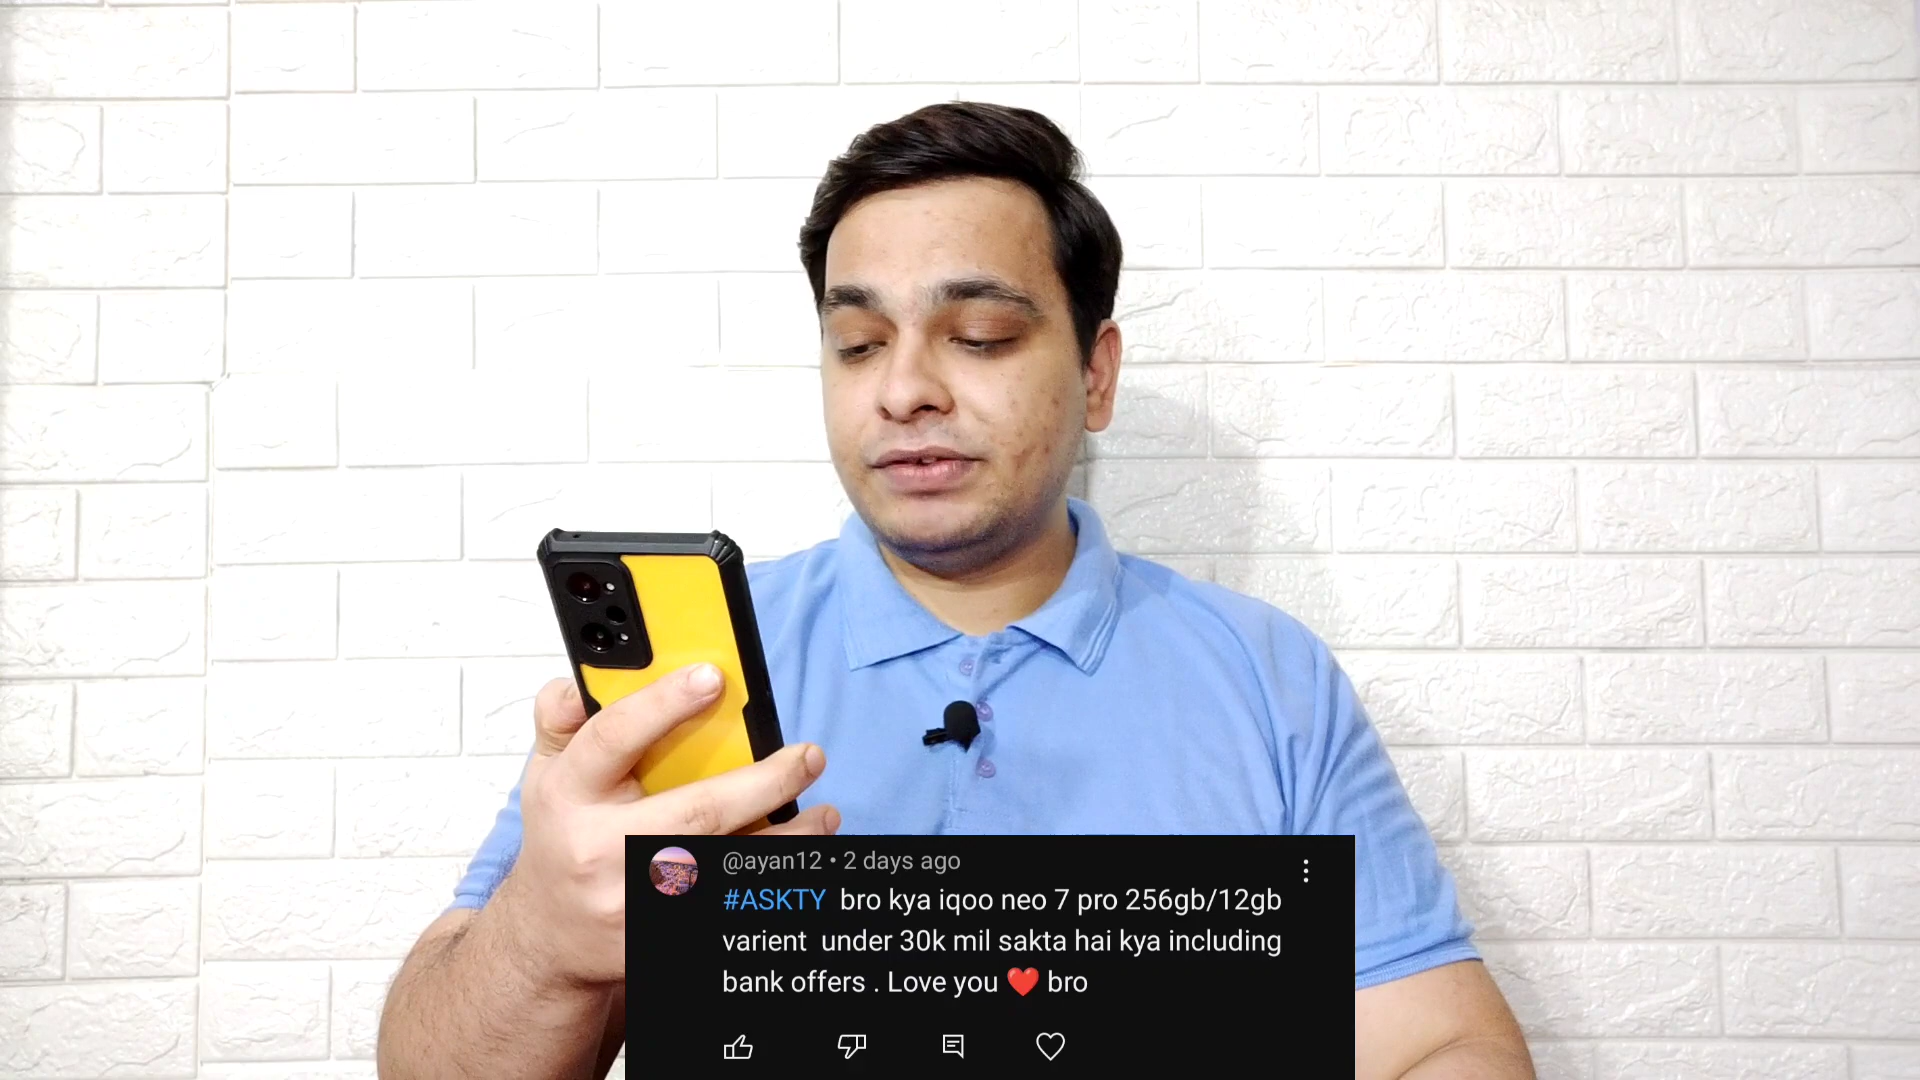 @ayan12 • 2 days ago
#ASKTY bro kya iqoo neo 7 pro 256gb/12gb
varient under 30k mil sakta hai kya including
bank offers . Love you ❤️ bro